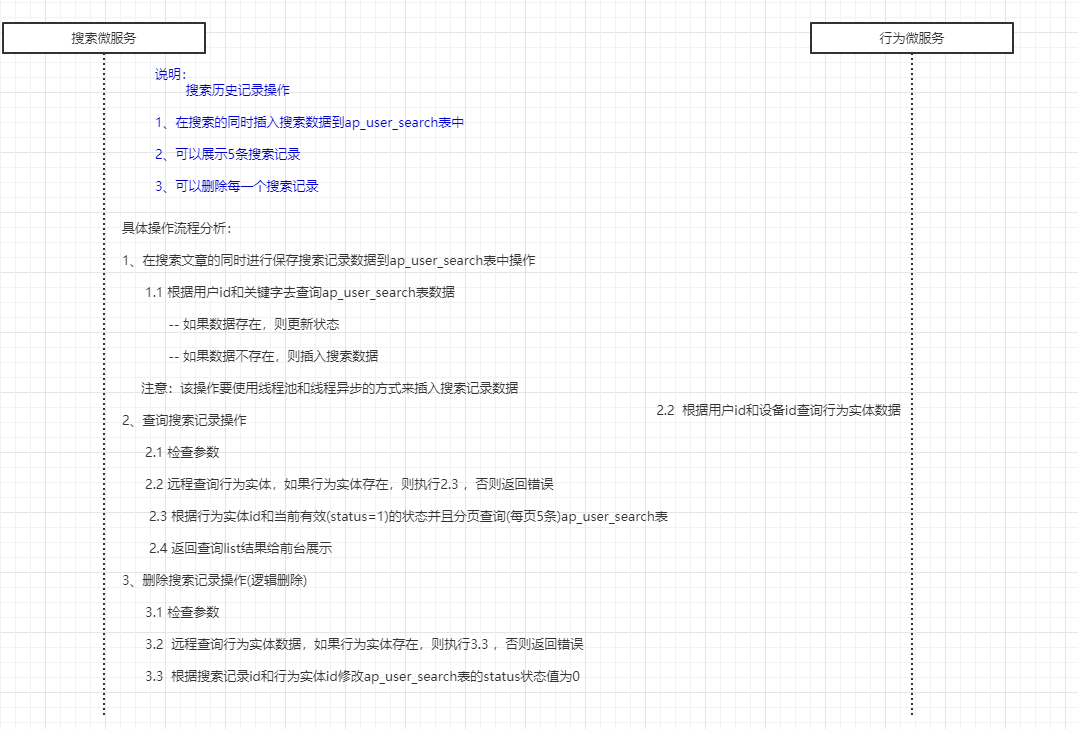 搜索微服务
行为微服务
说明：
搜索历史记录操作
1、在搜索的同时插入搜索数据到ap_user_search表中
2、可以展示5条搜索记录
3、可以删除每一个搜索记录
具体操作流程分析：
1、在搜索文章的同时进行保存搜索记录数据到ap_user_search表中操作
1.1 根据用户id和关键字去查询ap_user_search表数据
-- 如果数据存在，则更新状态
-- 如果数据不存在，则插入搜索数据
注意：该操作要使用线程池和线程异步的方式来插入搜索记录数据
2.2 根据用户id和设备id查询行为实体数据
2、查询搜索记录操作
2.1 检查参数
2.2 远程查询行为实体，如果行为实体存在，则执行2.3 ，否则返回错误
2.3 根据行为实体id和当前有效(status=1)的状态并且分页查询(每页5条)ap_user_search表
2.4 返回查询list结果给前台展示
3、删除搜索记录操作(逻辑删除)
3.1 检查参数
3.2 远程查询行为实体数据，如果行为实体存在，则执行3.3 ，否则返回错误
3.3 根据搜索记录id和行为实体id修改ap_user_search表的status状态值为0